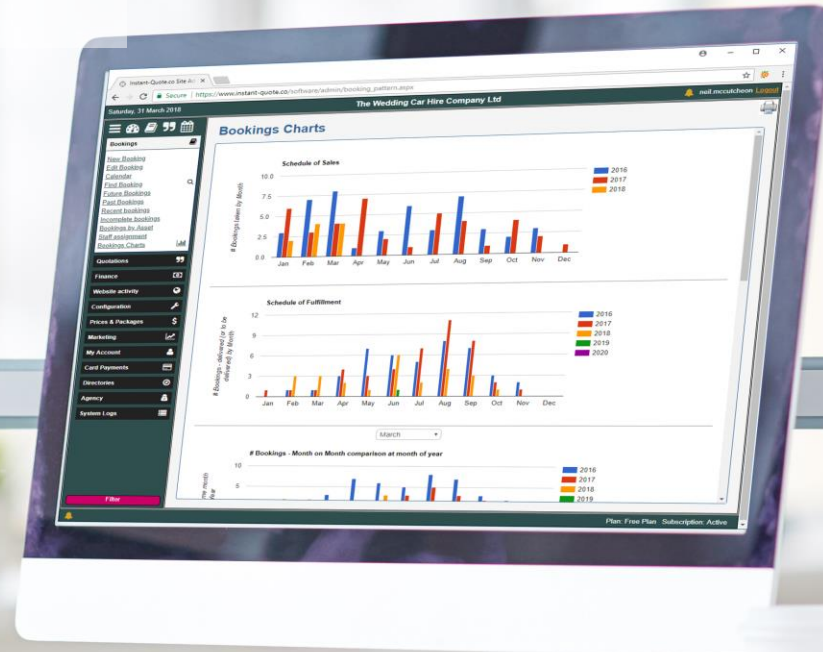 Instant-Quote.co Site Ad
Secure https://www.instant-quote.co/software/admin/booking_pattern.aspx
Saturday, 31 March 2018
The Wedding Car Hire Company Ltd
neil.mccutcheon Logout
Bookings
New Booking
Edit Booking
Calendar
Find Booking
Future Bookings
Past Bookings
Recent bookings
Incomplete bookings
Bookings by Asset
Staff assignment
Bookings Charts
Quotations
Finance
Website activity
Configuration
Prices & Packages
Marketing
My Account
Card Payments
Directories
Agency
System Logs
Filter
Bookings Charts
Schedule of Sales
# Bookings taken by Month
10.0
7.5
5.0
2.5
0.0
Jan Feb Mar Apr May Jun Jul Aug Sep Oct Nov Dec
2016
2017
2018
Schedule of Fulfillment
# Bookings - delivered (or to be
delivered) by Month
12
9
6
3
0
Jan Feb Mar Apr May Jun Jul Aug Sep Oct Nov Dec
2016
2017
2018
2019
2020
March
# Bookings - Month on Month comparison at month of year
10
5
2016
2017
2018
2019
Plan: Free Plan Subscription: Active